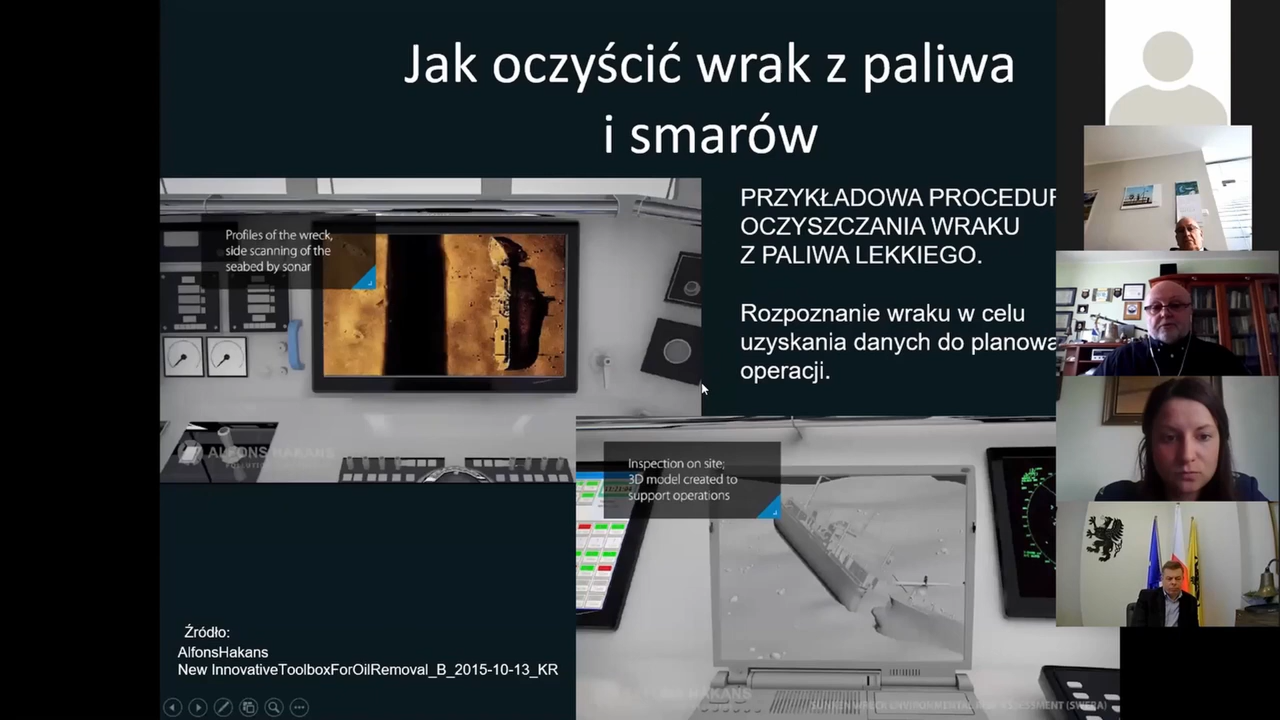 Jak oczyścić wrak z paliwa
i smarów
Profiles of the wreck,
side scanning of the
seabed by sonar
PRZYKŁADOWA PROCEDUR
OCZYSZCZANIA WRAKU
Z PALIWA LEKKIEGO.
Rozpoznanie wraku w celu
uzyskania danych do planowa
operacji.
ALFONS HAKANS
Inspection on site;
3D model created to
support operations
Źródło:
AlfonsHakans
New InnovativeToolboxForOilRemoval_B_2015-10-13_KR